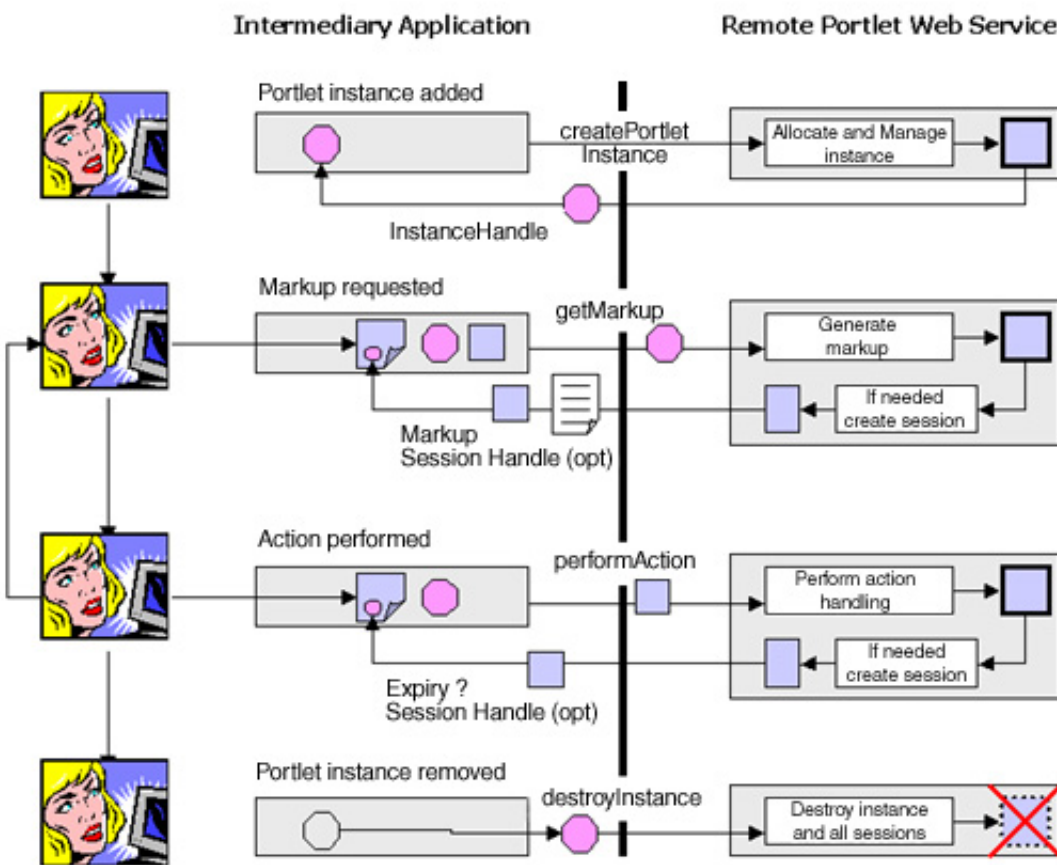 Intermediary Application
Remote Portlet Web Service
Portlet instance added
createPortlet
Instance
Allocate and Manage
instance
InstanceHandle
Markup requested
getMarkup
Generate
markup
If needed
create session
Markup
Session Handle (opt)
Action performed
performAction
Perform action
handling
If needed
create session
Expiry ?
Session Handle (opt)
Portlet instance removed
destroyInstance
Destroy instance
and all sessions